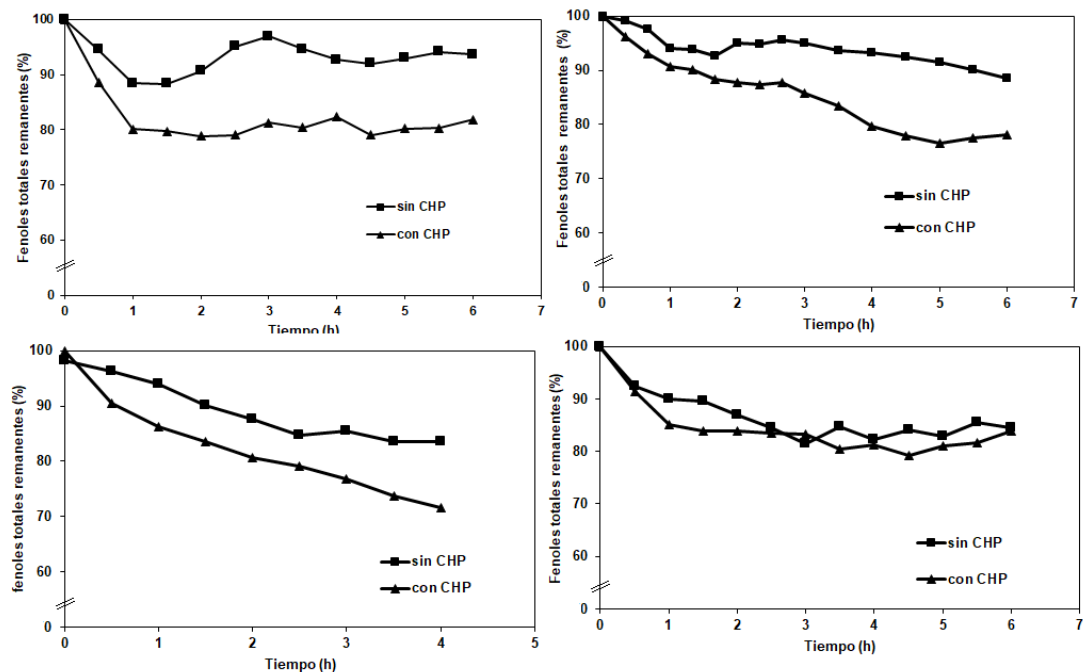 Fenoles totales remanentes (%)
100
90
80
70
60
0
sin CHP
con CHP
0 1 2 3 4 5 6 7
Tiempo (h)
Fenoles totales remanentes (%)
100
90
80
70
60
0
sin CHP
con CHP
0 1 2 3 4 5 6 7
Tiempo (h)
fenoles totales remanentes (%)
100
90
80
70
60
0
sin CHP
con CHP
0 1 2 3 4 5
Tiempo (h)
Fenoles totales remanentes (%)
100
90
80
70
60
0
sin CHP
con CHP
0 1 2 3 4 5 6 7
Tiempo (h)